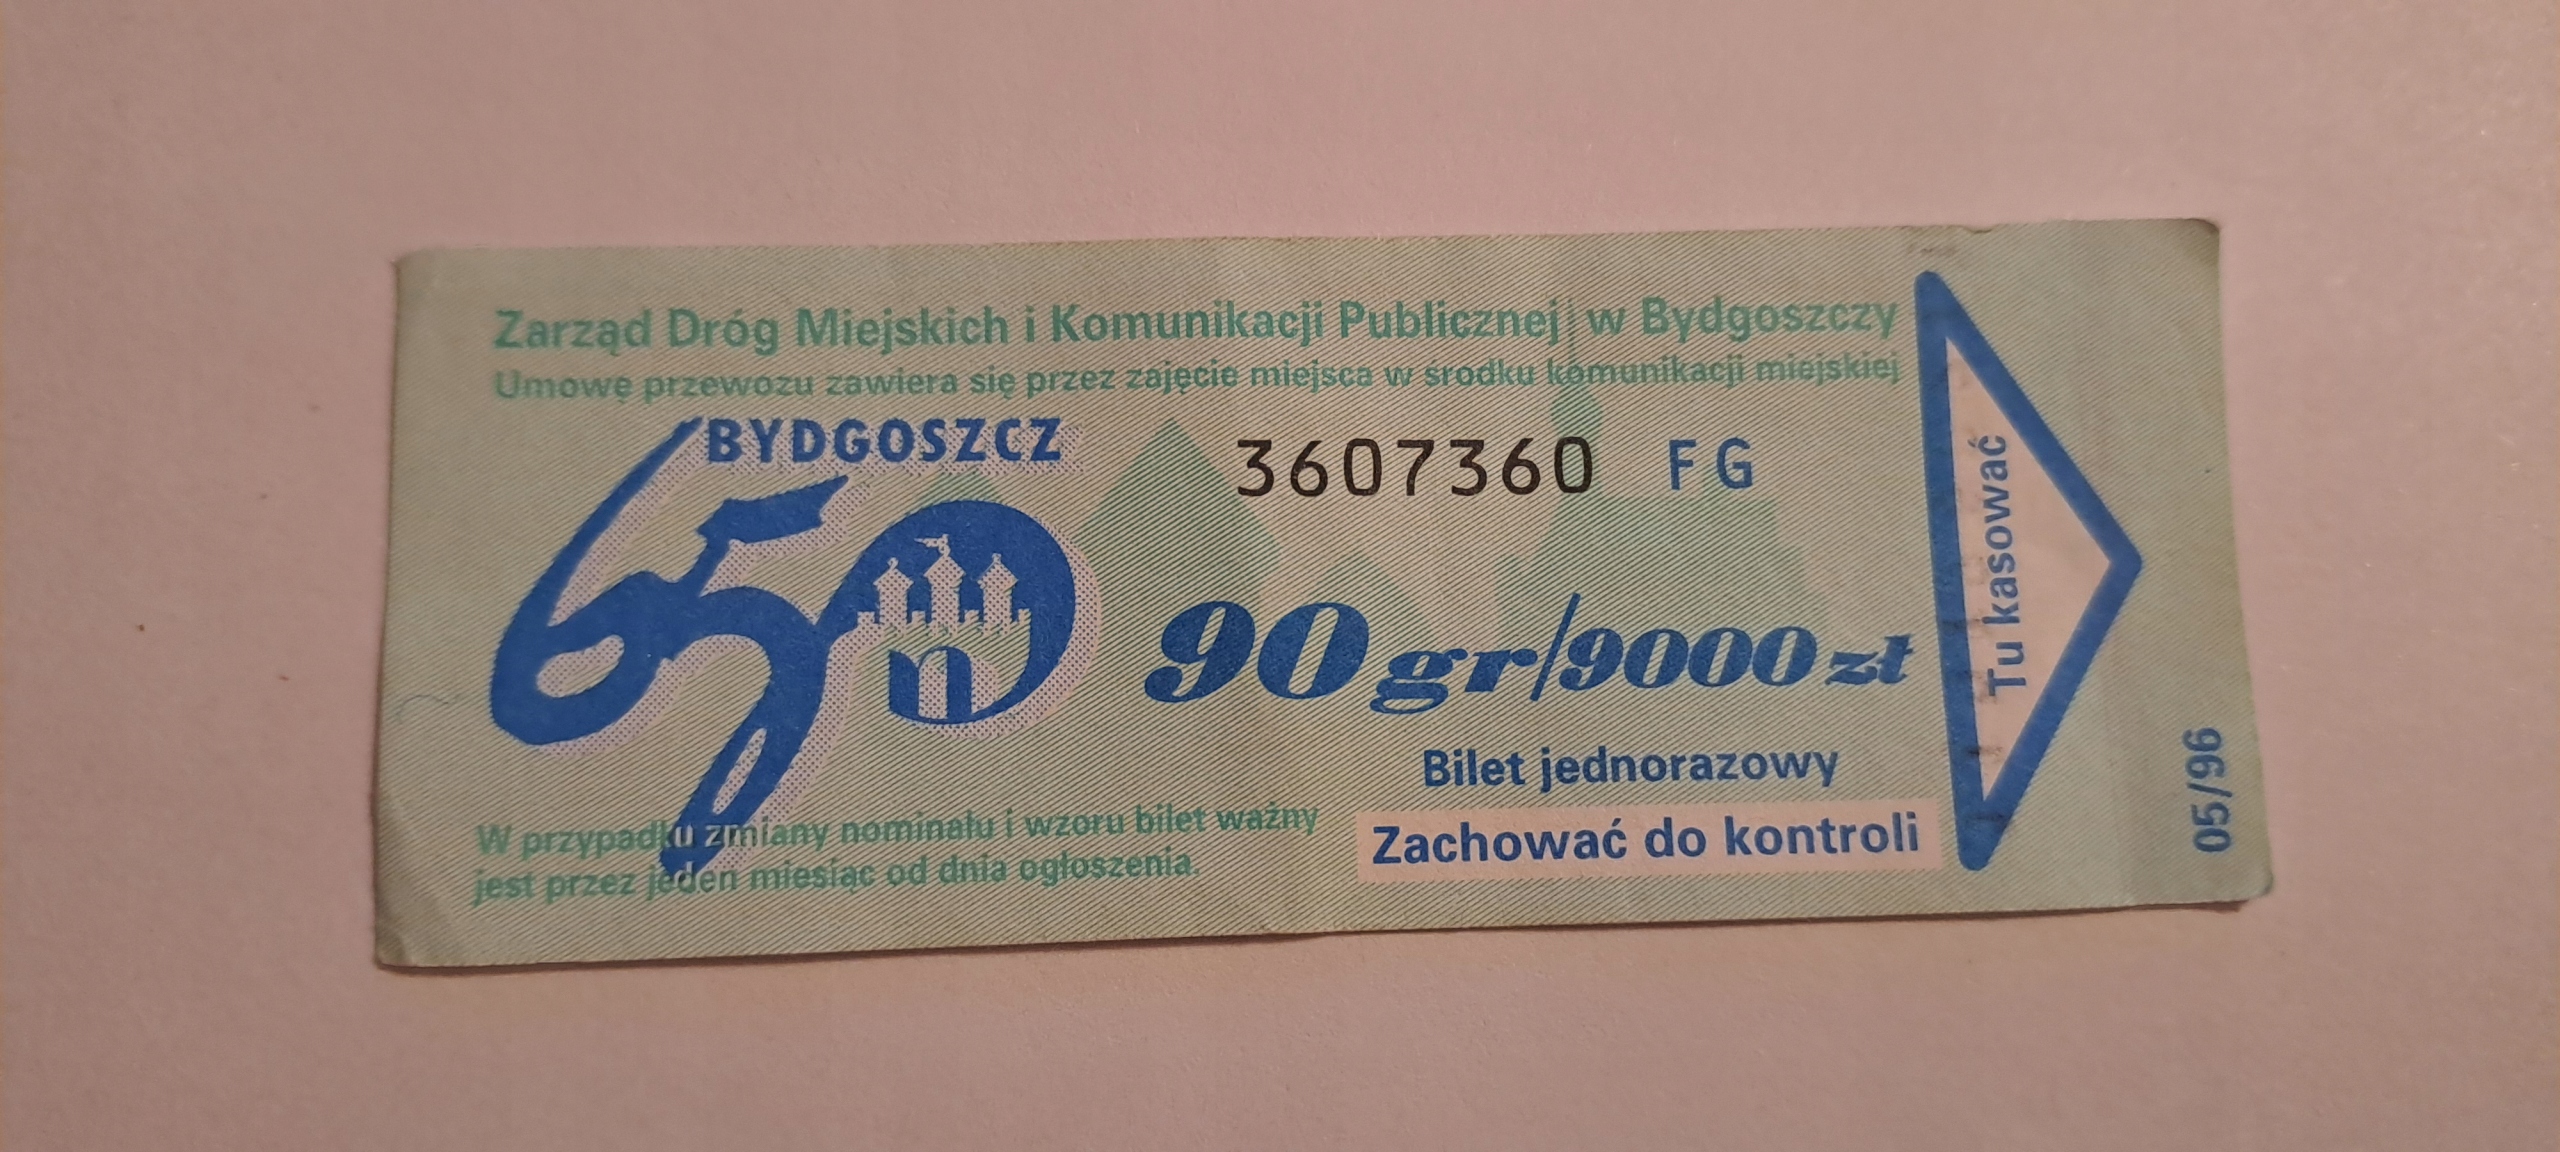 Zarząd Dróg Miejskich i Komunikacji Publicznej w Bydgoszczy
Umowę przewozu zawiera się przez zajęcie miejsca w środku komunikacji miejskiej
BYDGOSZCZ
650
3607360 FG
90 gr/9000 zł
Bilet jednorazowy
Zachować do kontroli
W przypadku zmiany nominału i wzoru bilet ważny
jest przez jeden miesiąc od dnia ogłoszenia.
Tu kasować
05/96